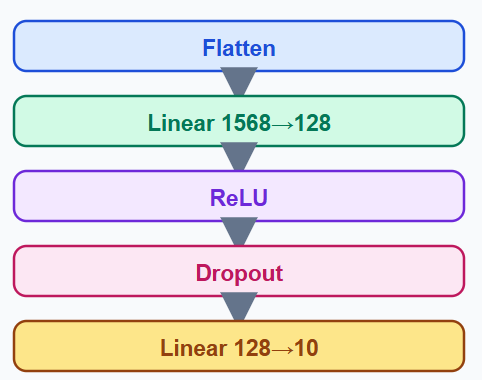 Flatten
Linear 1568→128
ReLU
Dropout
Linear 128→10